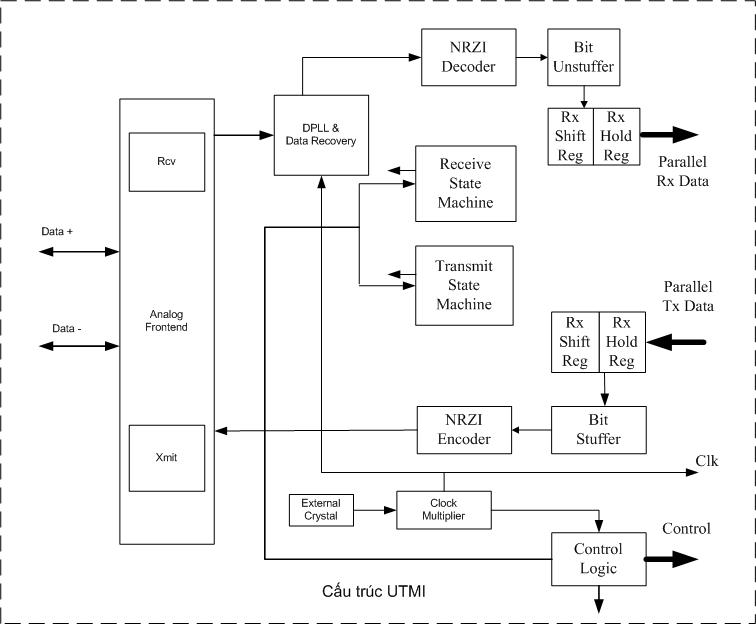 NRZI
Decoder
Bit
Unstuffer
DPLL &
Data Recovery
Rx
Shift
Reg
Rx
Hold
Reg
Parallel
Rx Data
Rcv
Receive
State
Machine
Data +
Transmit
State
Machine
Analog
Frontend
Data -
Parallel
Tx Data
Rx
Shift
Reg
Rx
Hold
Reg
NRZI
Encoder
Bit
Stuffer
Xmit
Clk
External
Crystal
Clock
Multiplier
Control
Logic
Control
Cấu trúc UTMI